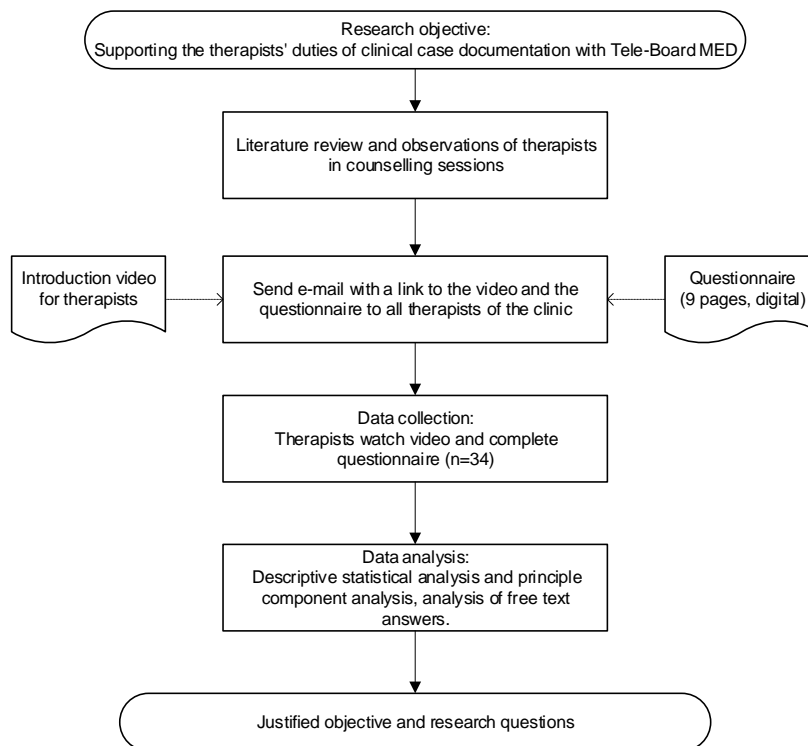 Research objective:
Supporting the therapists' duties of clinical case documentation with Tele-Board MED
Literature review and observations of therapists
in counselling sessions
Introduction video
for therapists
Send e-mail with a link to the video and the
questionnaire to all therapists of the clinic
Questionnaire
(9 pages, digital)
Data collection:
Therapists watch video and complete
questionnaire (n=34)
Data analysis:
Descriptive statistical analysis and principle
component analysis, analysis of free text
answers.
Justified objective and research questions